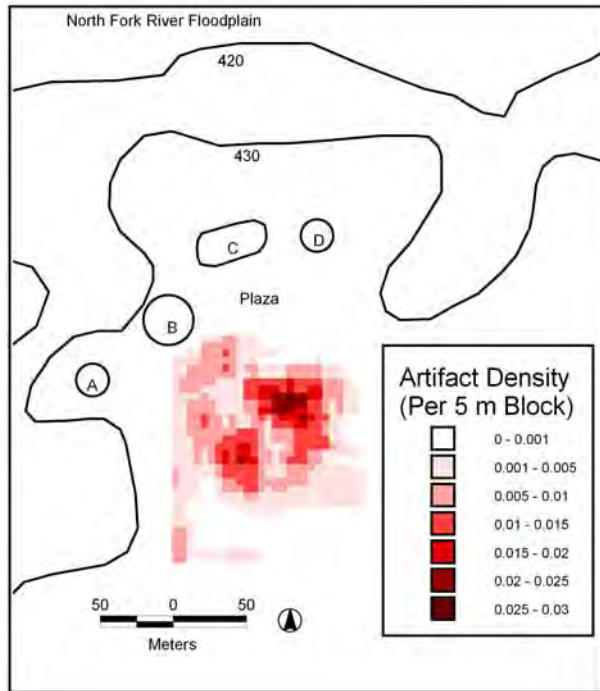 North Fork River Floodplain
420
430
C
D
Plaza
B
A
Artifact Density
(Per 5 m Block)
0 - 0.001
0.001 - 0.005
0.005 - 0.01
0.01 - 0.015
0.015 - 0.02
0.02 - 0.025
0.025 - 0.03
50 0 50
Meters